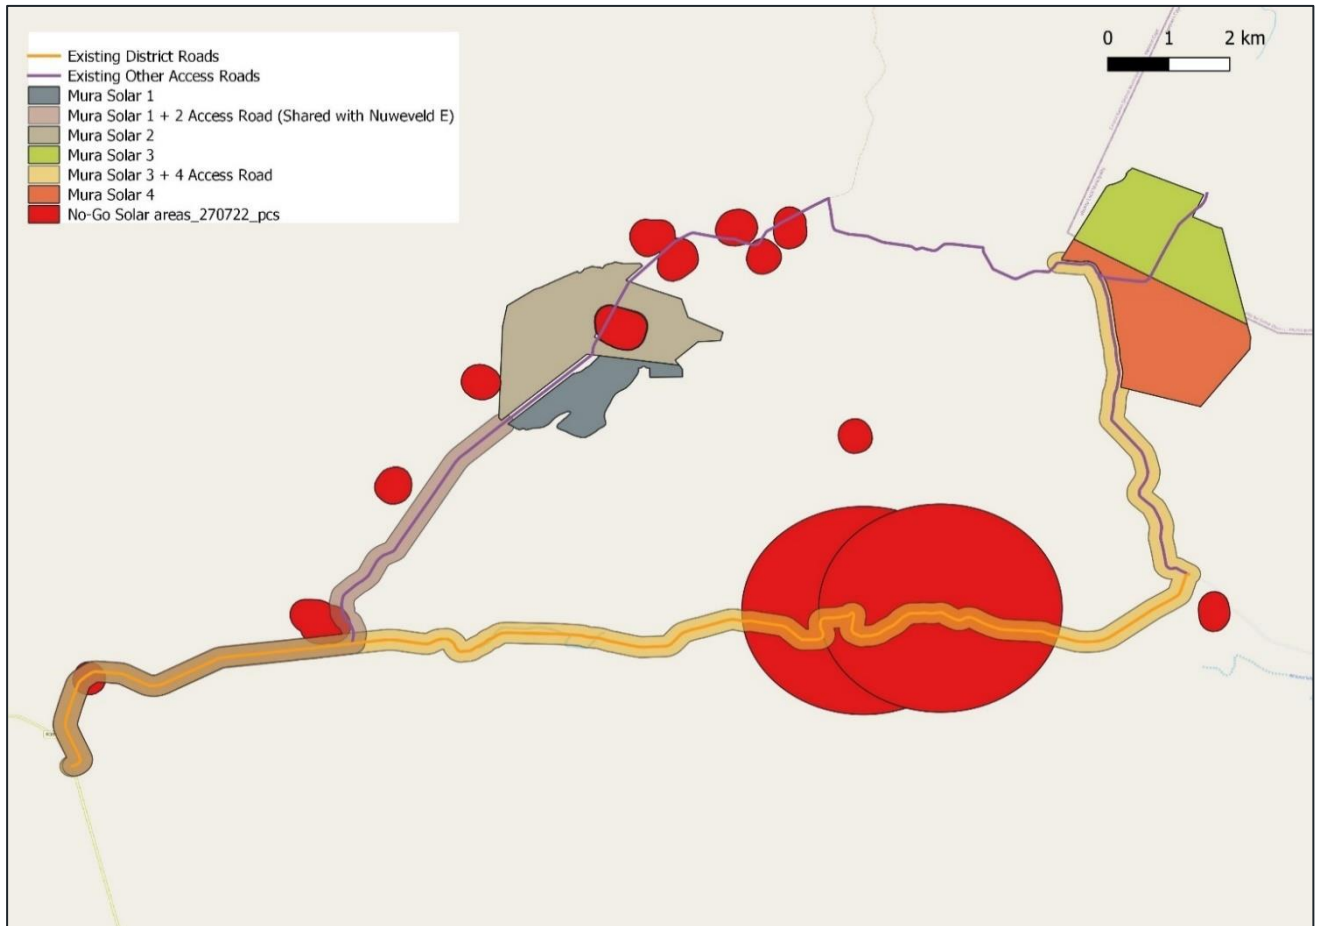 Existing District Roads
Existing Other Access Roads
Mura Solar 1
Mura Solar 1 + 2 Access Road (Shared with Nuweveld E)
Mura Solar 2
Mura Solar 3
Mura Solar 3 + 4 Access Road
Mura Solar 4
No-Go Solar areas_270722_pcs
0 1 2 km